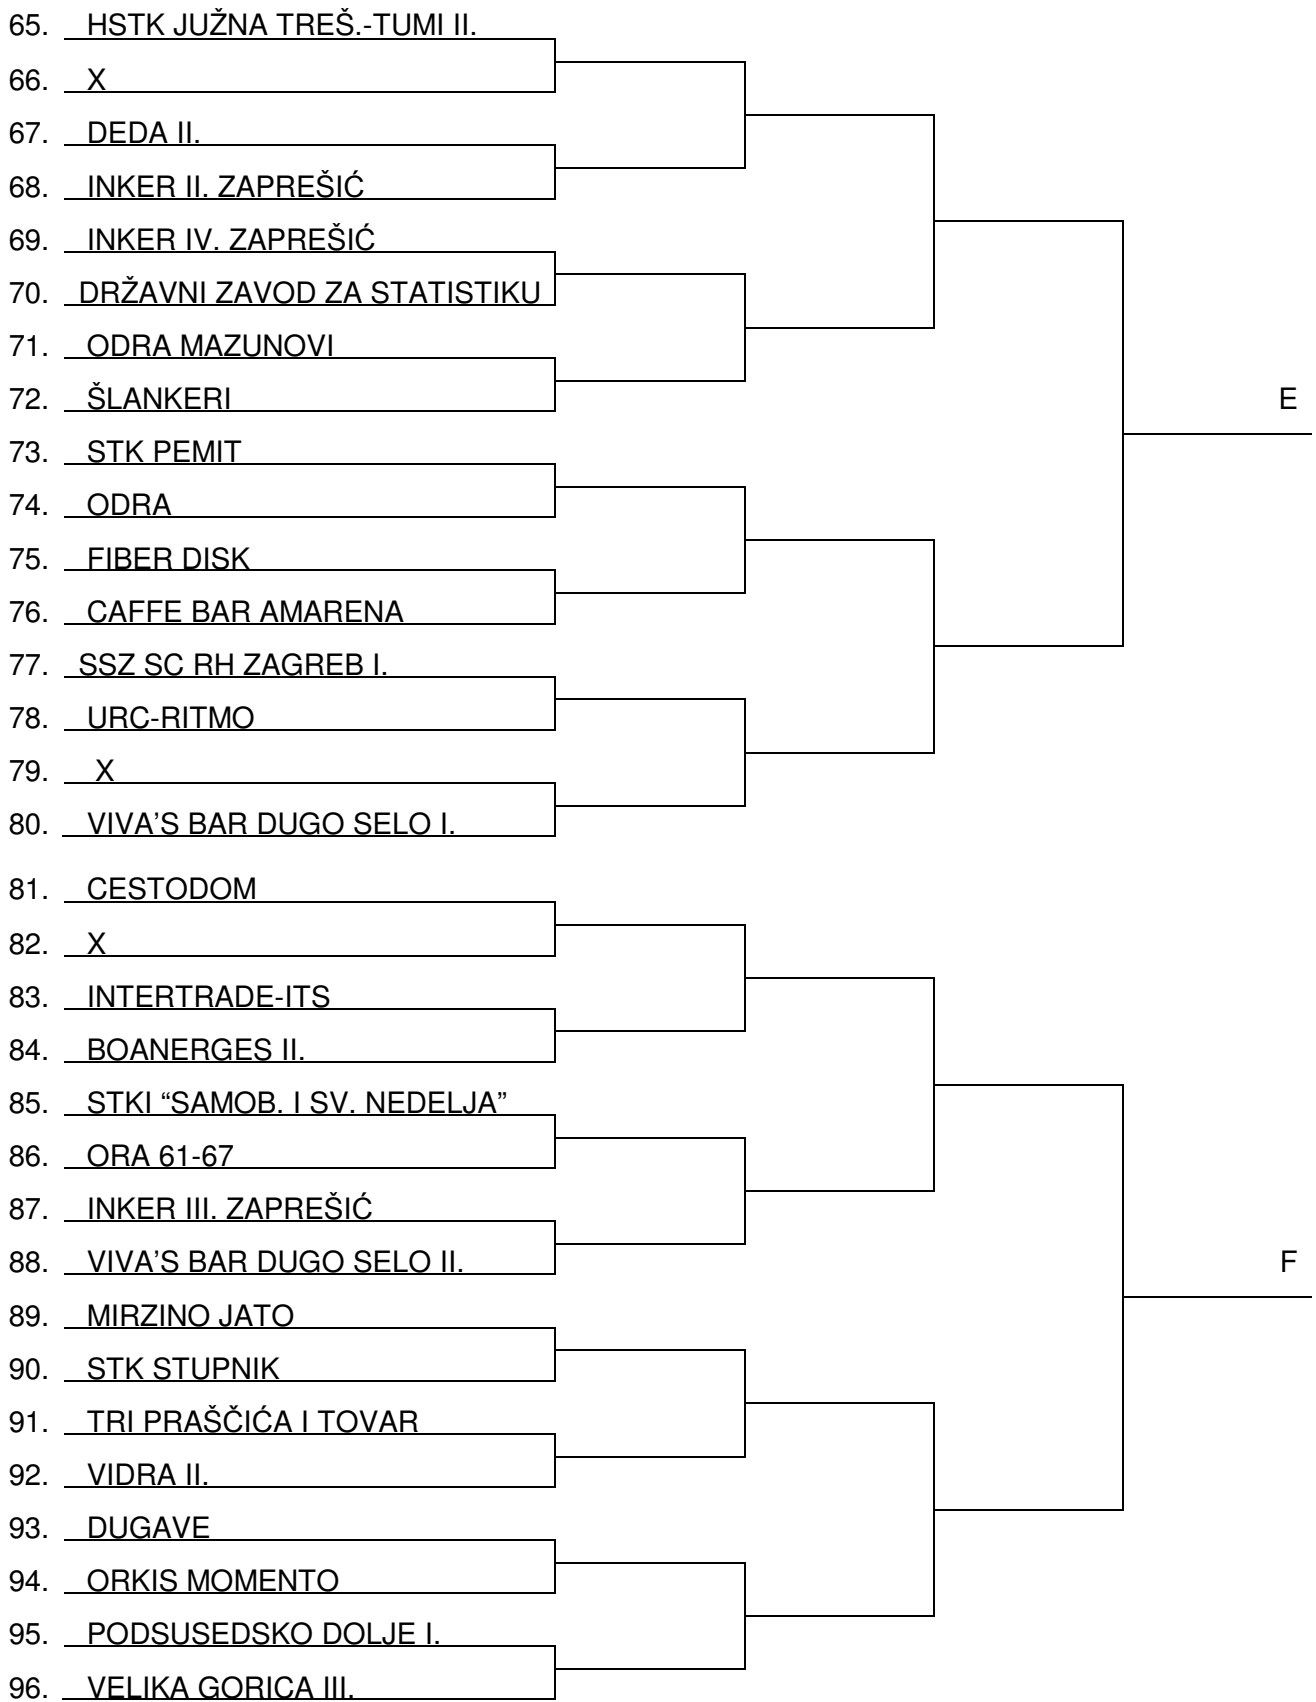 65. HSTK JUŽNA TREŠ.-TUMI II.
66. X
67. DEDA II.
68. INKER II. ZAPREŠIĆ
69. INKER IV. ZAPREŠIĆ
70. DRŽAVNI ZAVOD ZA STATISTIKU
71. ODRA MAZUNOVI
72. ŠLANKERI
E
73. STK PEMIT
74. ODRA
75. FIBER DISK
76. CAFFE BAR AMARENA
77. SSZ SC RH ZAGREB I.
78. URC-RITMO
79. X
80. VIVA’S BAR DUGO SELO I.
81. CESTODOM
82. X
83. INTERTRADE-ITS
84. BOANERGES II.
85. STKI “SAMOB. I SV. NEDELJA”
86. ORA 61-67
87. INKER III. ZAPREŠIĆ
88. VIVA’S BAR DUGO SELO II.
F
89. MIRZINO JATO
90. STK STUPNIK
91. TRI PRAŠČIĆA I TOVAR
92. VIDRA II.
93. DUGAVE
94. ORKIS MOMENTO
95. PODSUSEDSKO DOLJE I.
96. VELIKA GORICA III.